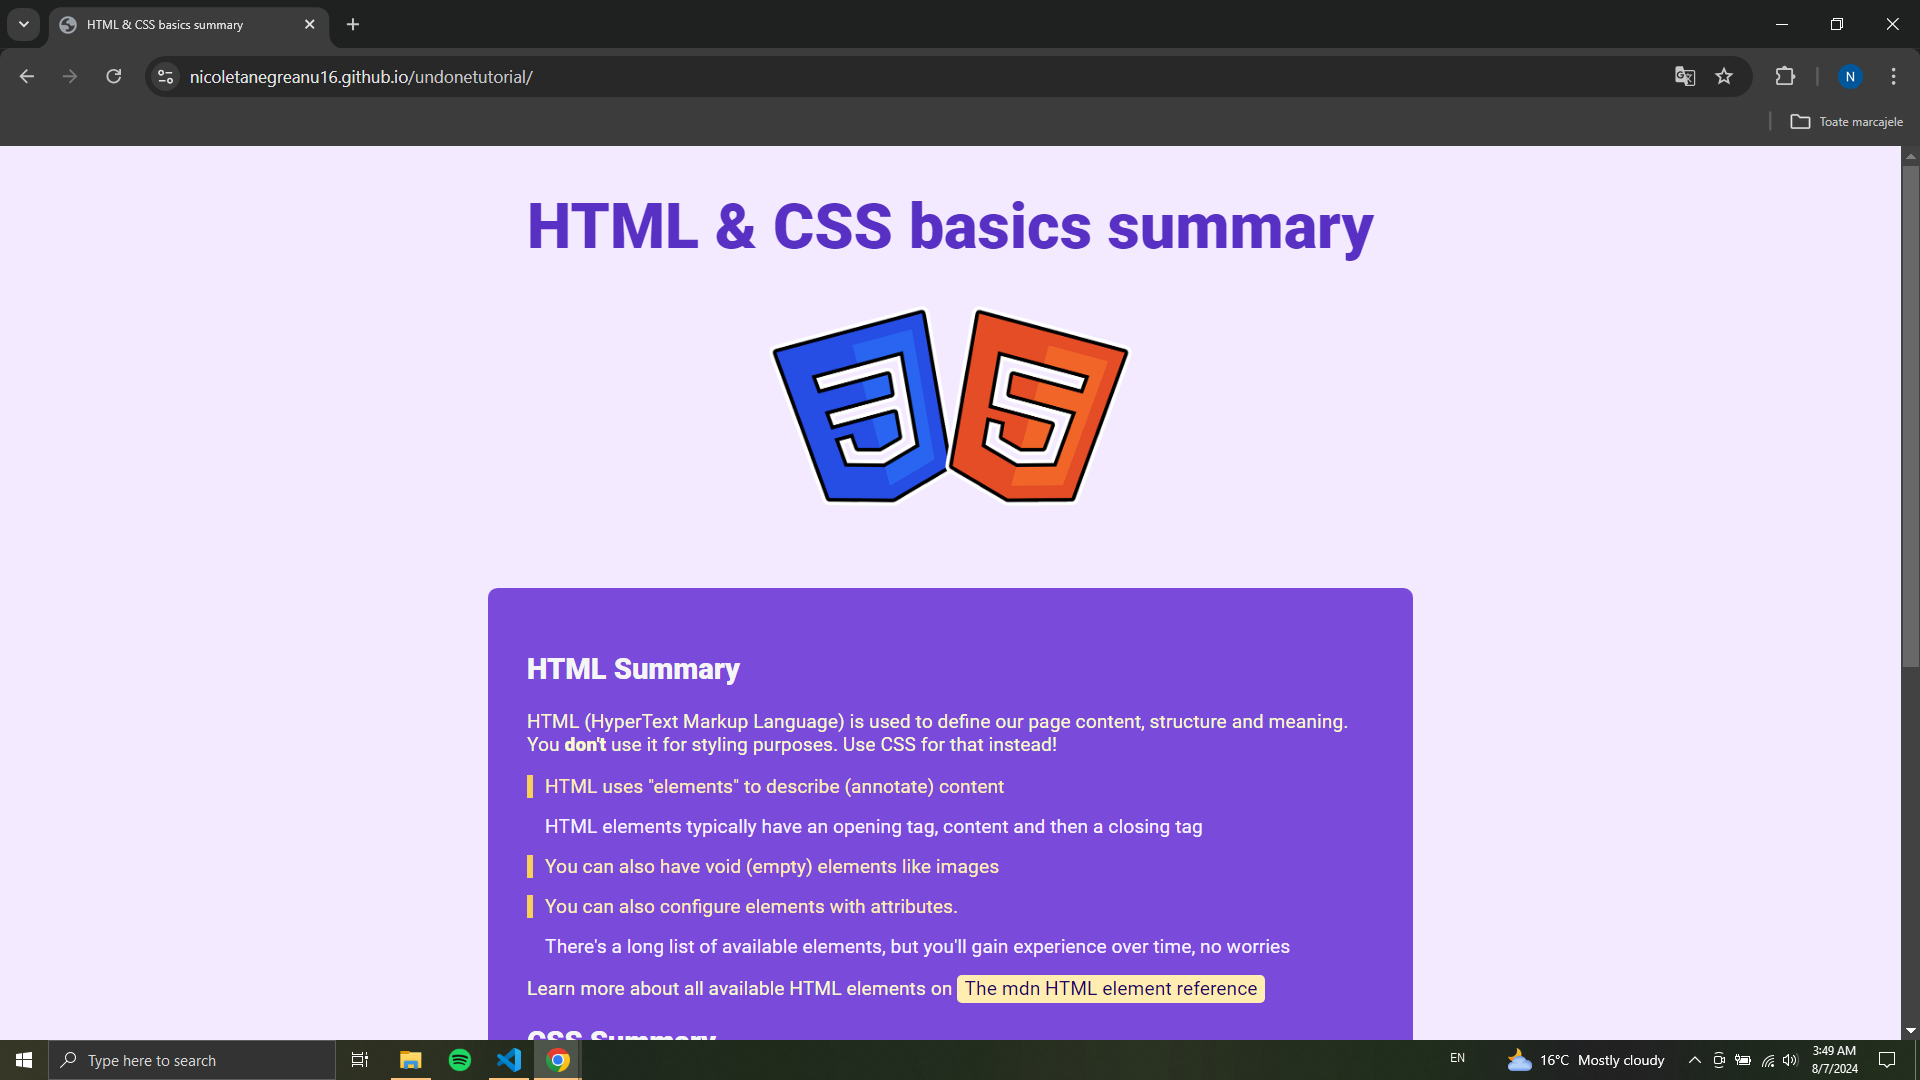 HTML & CSS basics summary
nicoletanegreanu16.github.io/undonetutorial/
N
Toate marcajele
HTML & CSS basics summary
HTML Summary
HTML (HyperText Markup Language) is used to define our page content, structure and meaning.
You don't use it for styling purposes. Use CSS for that instead!
HTML uses "elements" to describe (annotate) content
HTML elements typically have an opening tag, content and then a closing tag
You can also have void (empty) elements like images
You can also configure elements with attributes.
There's a long list of available elements, but you'll gain experience over time, no worries
Learn more about all available HTML elements on The mdn HTML element reference
CSS Summary
Type here to search
EN
16°C Mostly cloudy
3:49 AM
8/7/2024